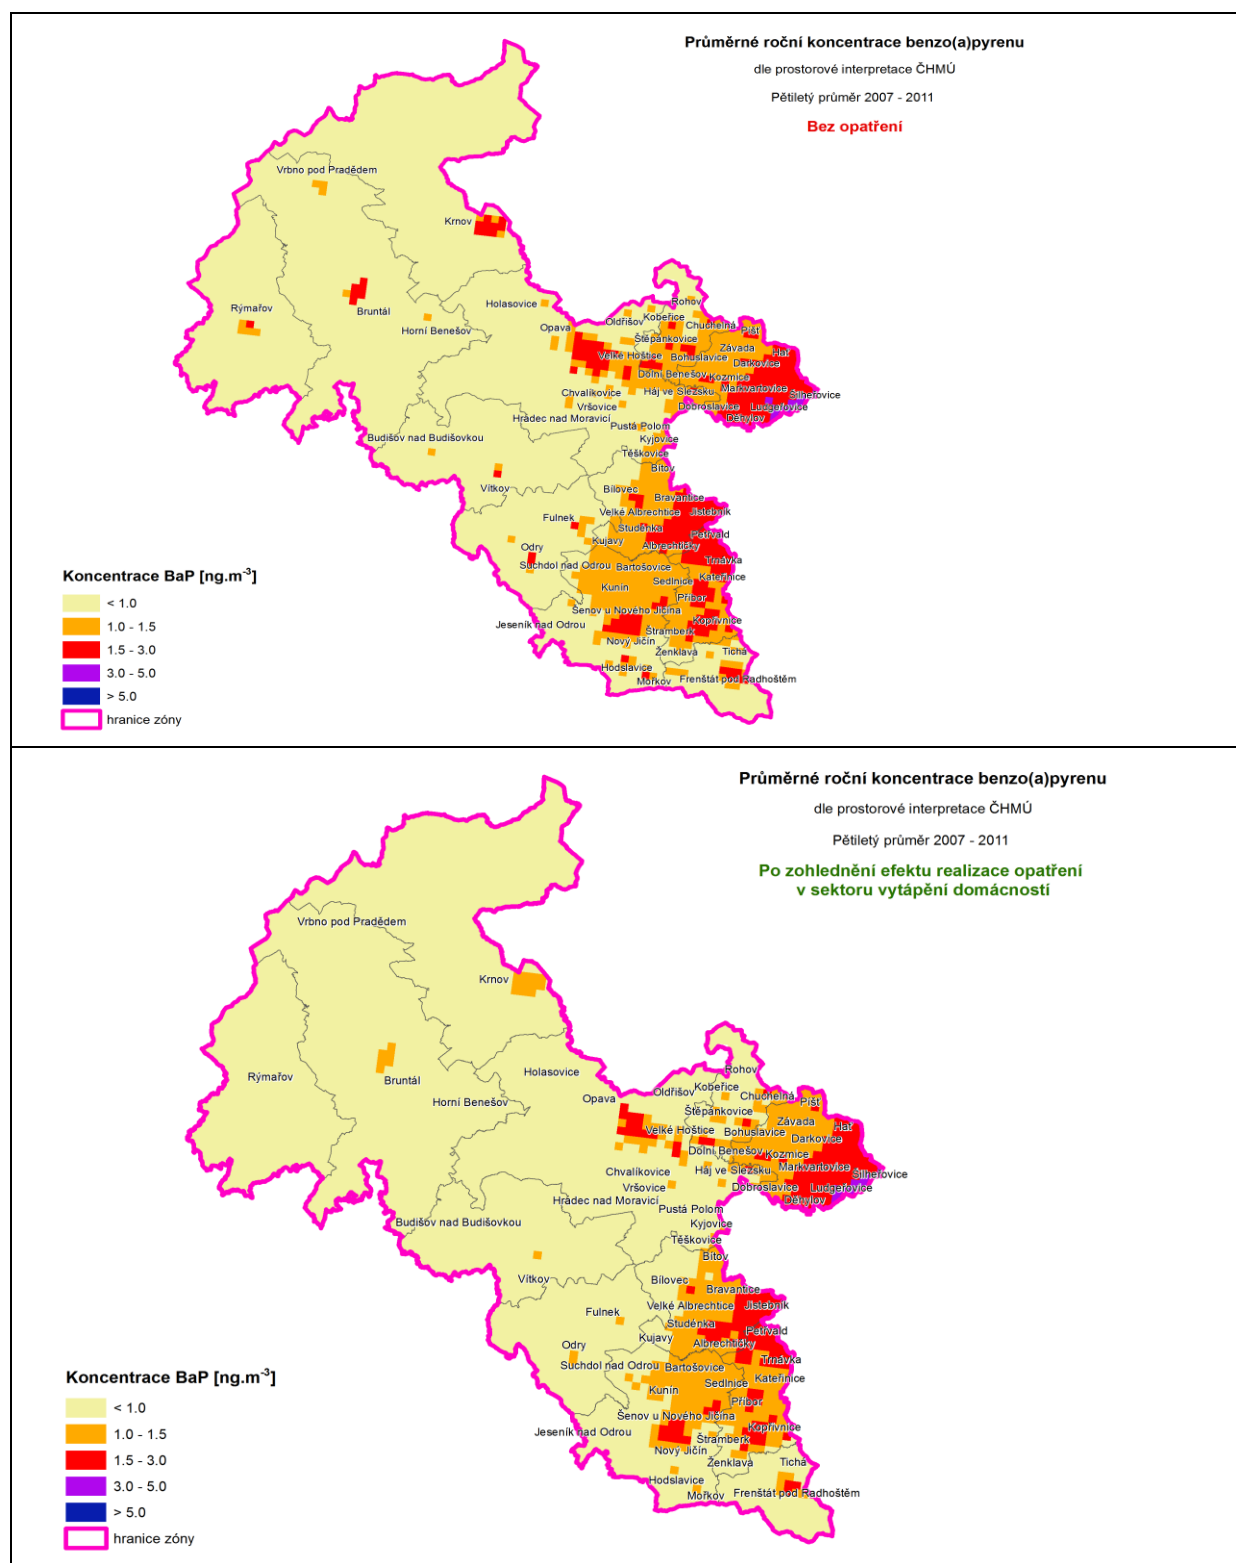 Průměrné roční koncentrace benzo(a)pyrenu
dle prostorové interpretace ČHMÚ
Pětiletý průměr 2007 - 2011
Bez opatření
Vrbno pod Pradědem
Krnov
Rýmařov
Bruntál
Horní Benešov
Holasovice
Rohov
Oldřišov
Kobeřice
Chuchelná
Píšť
Opava
Štěpánkovice
Závada
Hať
Velké Hoštice
Bohuslavice
Darkovice
Dolní Benešov
Kozmice
Markvartovice
Šilheřovice
Chvalíkovice
Háj ve Slezsku
Vršovice
Dobroslavice
Ludgeřovice
Děhylov
Hradec nad Moravicí
Pustá Polom
Kyjovice
Budišov nad Budišovkou
Těškovice
Bítov
Vítkov
Bílovec
Bravantice
Velké Albrechtice
Jistebník
Fulnek
Studénka
Petřvald
Kujavy
Albrechtičky
Odry
Trnávka
Suchdol nad Odrou
Bartošovice
Kateřinice
Sedlnice
Kunín
Příbor
Šenov u Nového Jičína
Kopřivnice
Jeseník nad Odrou
Štramberk
Nový Jičín
Ženklava
Tichá
Hodslavice
Mořkov
Frenštát pod Radhoštěm
Koncentrace BaP [ng.m⁻³]
< 1.0
1.0 - 1.5
1.5 - 3.0
3.0 - 5.0
> 5.0
hranice zóny
Průměrné roční koncentrace benzo(a)pyrenu
dle prostorové interpretace ČHMÚ
Pětiletý průměr 2007 - 2011
Po zohlednění efektu realizace opatření
v sektoru vytápění domácností
Vrbno pod Pradědem
Krnov
Rýmařov
Bruntál
Horní Benešov
Holasovice
Rohov
Oldřišov
Kobeřice
Chuchelná
Píšť
Opava
Štěpánkovice
Závada
Hať
Velké Hoštice
Bohuslavice
Darkovice
Dolní Benešov
Kozmice
Markvartovice
Šilheřovice
Chvalíkovice
Háj ve Slezsku
Vršovice
Dobroslavice
Ludgeřovice
Děhylov
Hradec nad Moravicí
Pustá Polom
Kyjovice
Budišov nad Budišovkou
Těškovice
Bítov
Vítkov
Bílovec
Bravantice
Velké Albrechtice
Jistebník
Fulnek
Studénka
Petřvald
Kujavy
Albrechtičky
Odry
Trnávka
Suchdol nad Odrou
Bartošovice
Kateřinice
Sedlnice
Kunín
Příbor
Šenov u Nového Jičína
Kopřivnice
Jeseník nad Odrou
Štramberk
Nový Jičín
Ženklava
Tichá
Hodslavice
Mořkov
Frenštát pod Radhoštěm
Koncentrace BaP [ng.m⁻³]
< 1.0
1.0 - 1.5
1.5 - 3.0
3.0 - 5.0
> 5.0
hranice zóny